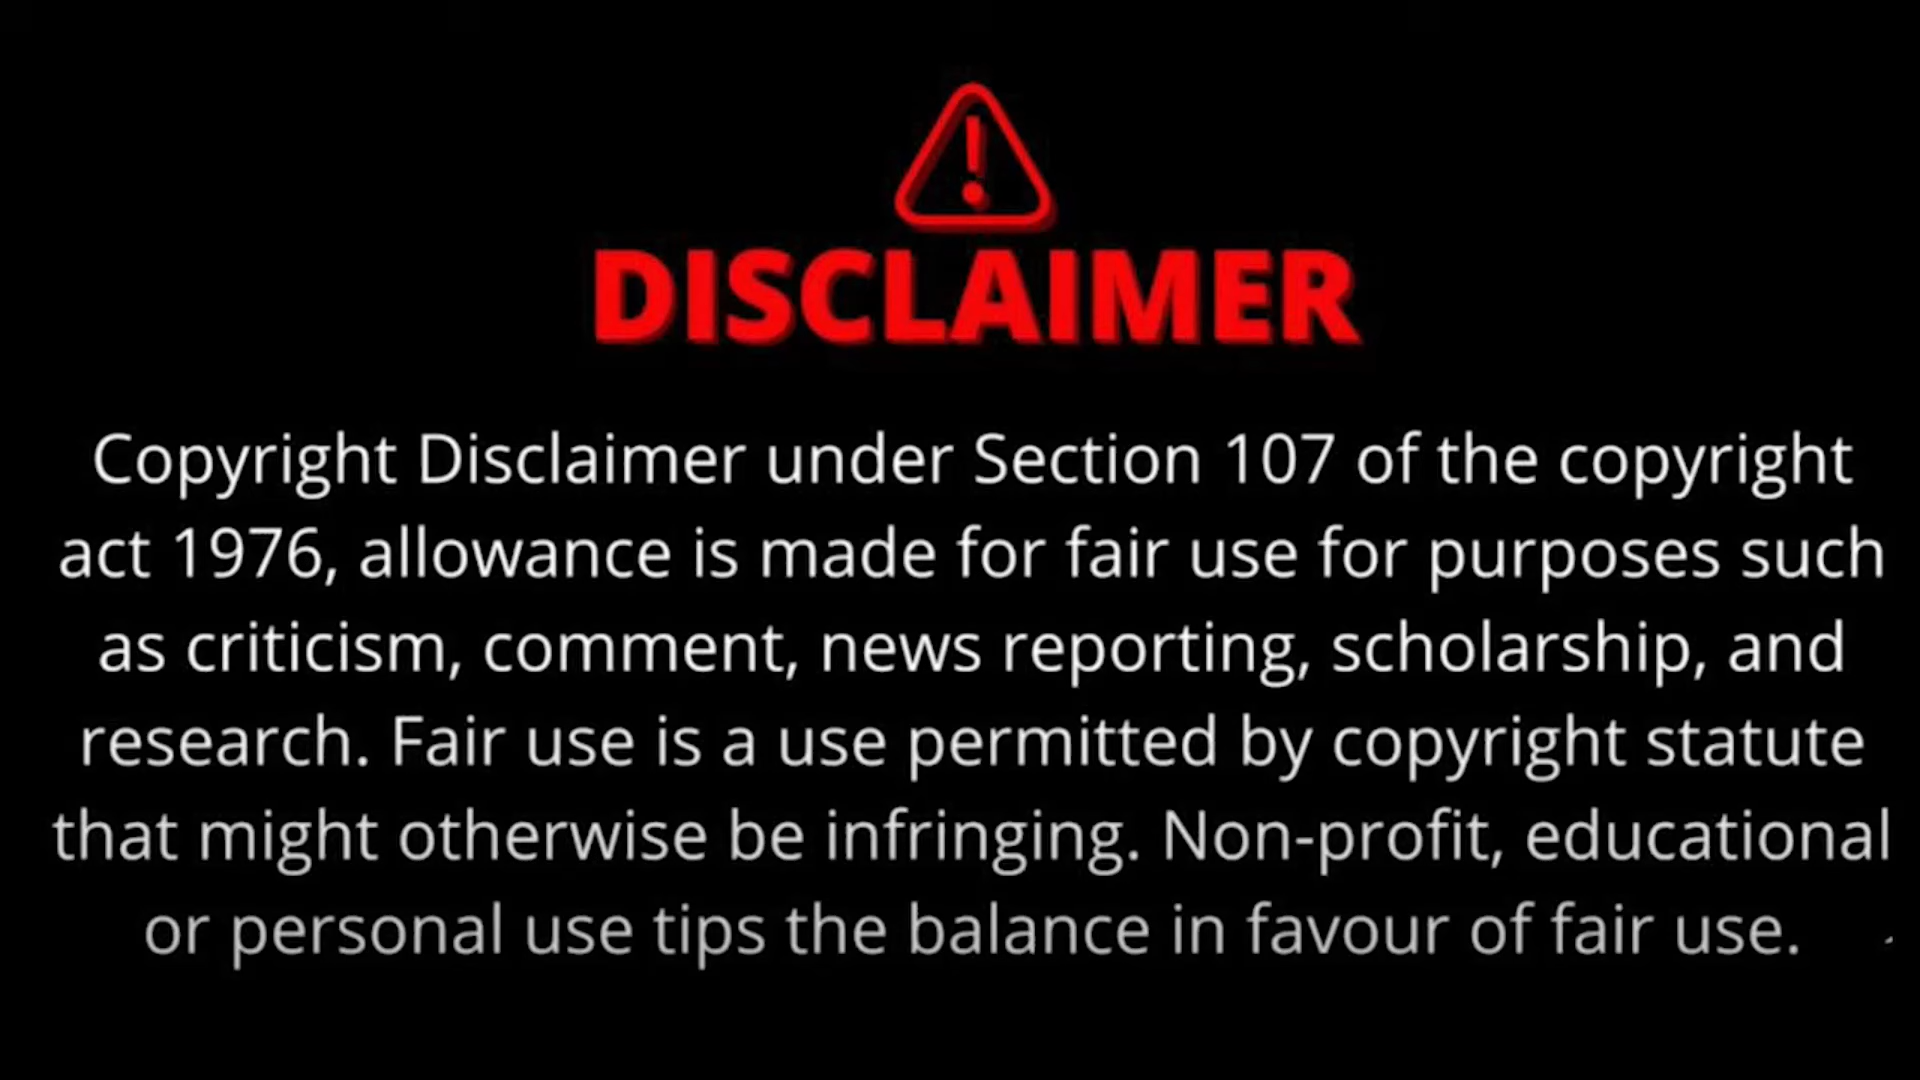 DISCLAIMER
Copyright Disclaimer under Section 107 of the copyright
act 1976, allowance is made for fair use for purposes such
as criticism, comment, news reporting, scholarship, and
research. Fair use is a use permitted by copyright statute
that might otherwise be infringing. Non-profit, educational
or personal use tips the balance in favour of fair use.